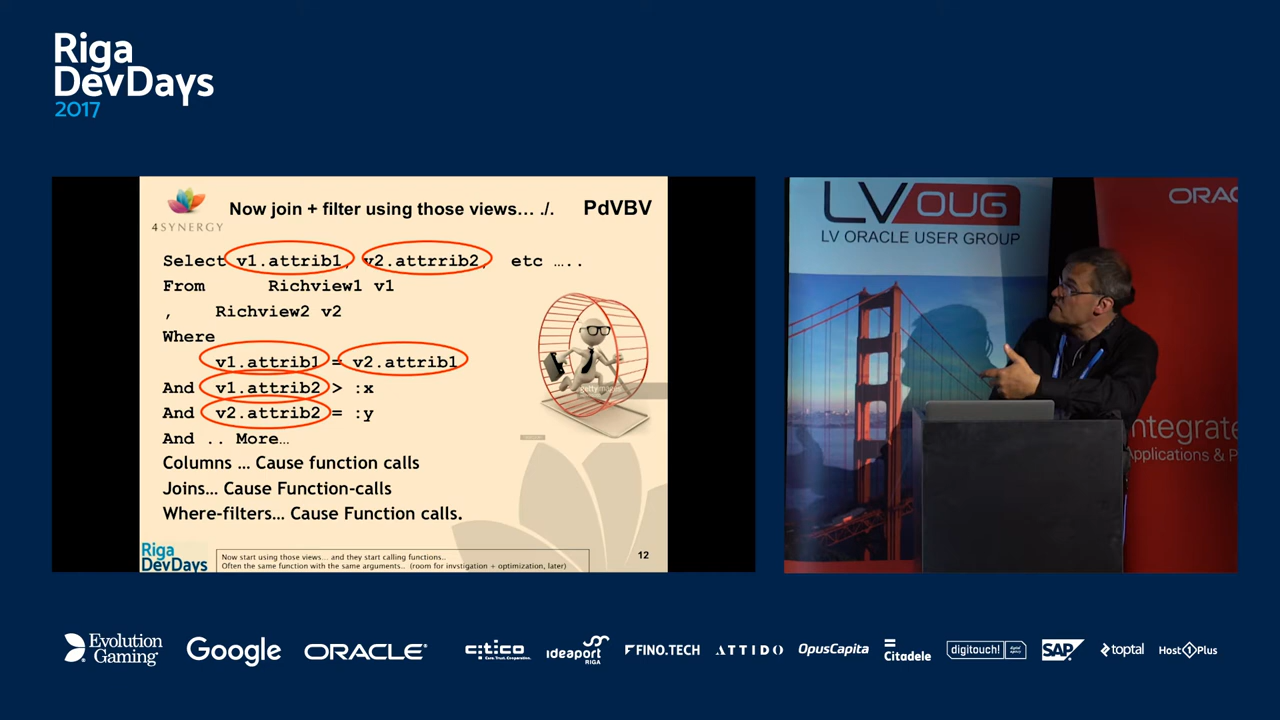 Riga
DevDays
2017
4SYNERGY
Now join + filter using those views… ./.
PdVBV
Select v1.attrib1, v2.attrrib2, etc …..
From Richview1 v1
, Richview2 v2
Where
v1.attrib1 = v2.attrib1
And v1.attrib2 > :x
And v2.attrib2 = :y
And .. More…
Columns … Cause function calls
Joins… Cause Function-calls
Where-filters… Cause Function calls.
Riga
DevDays
Now start using those views… and they start calling functions..
Often the same function with the same arguments.. (room for invstigation + optimization, later)
12
LV OUG
LV ORACLE USER GROUP
ORAC
ntegrate
Applications & P
Evolution
Gaming
Google
ORACLE
citico
ideaport
RIGA
FINO.TECH
ATTIDO
OpusCapita
Citadele
digitouch!
SAP
toptal
Host1Plus